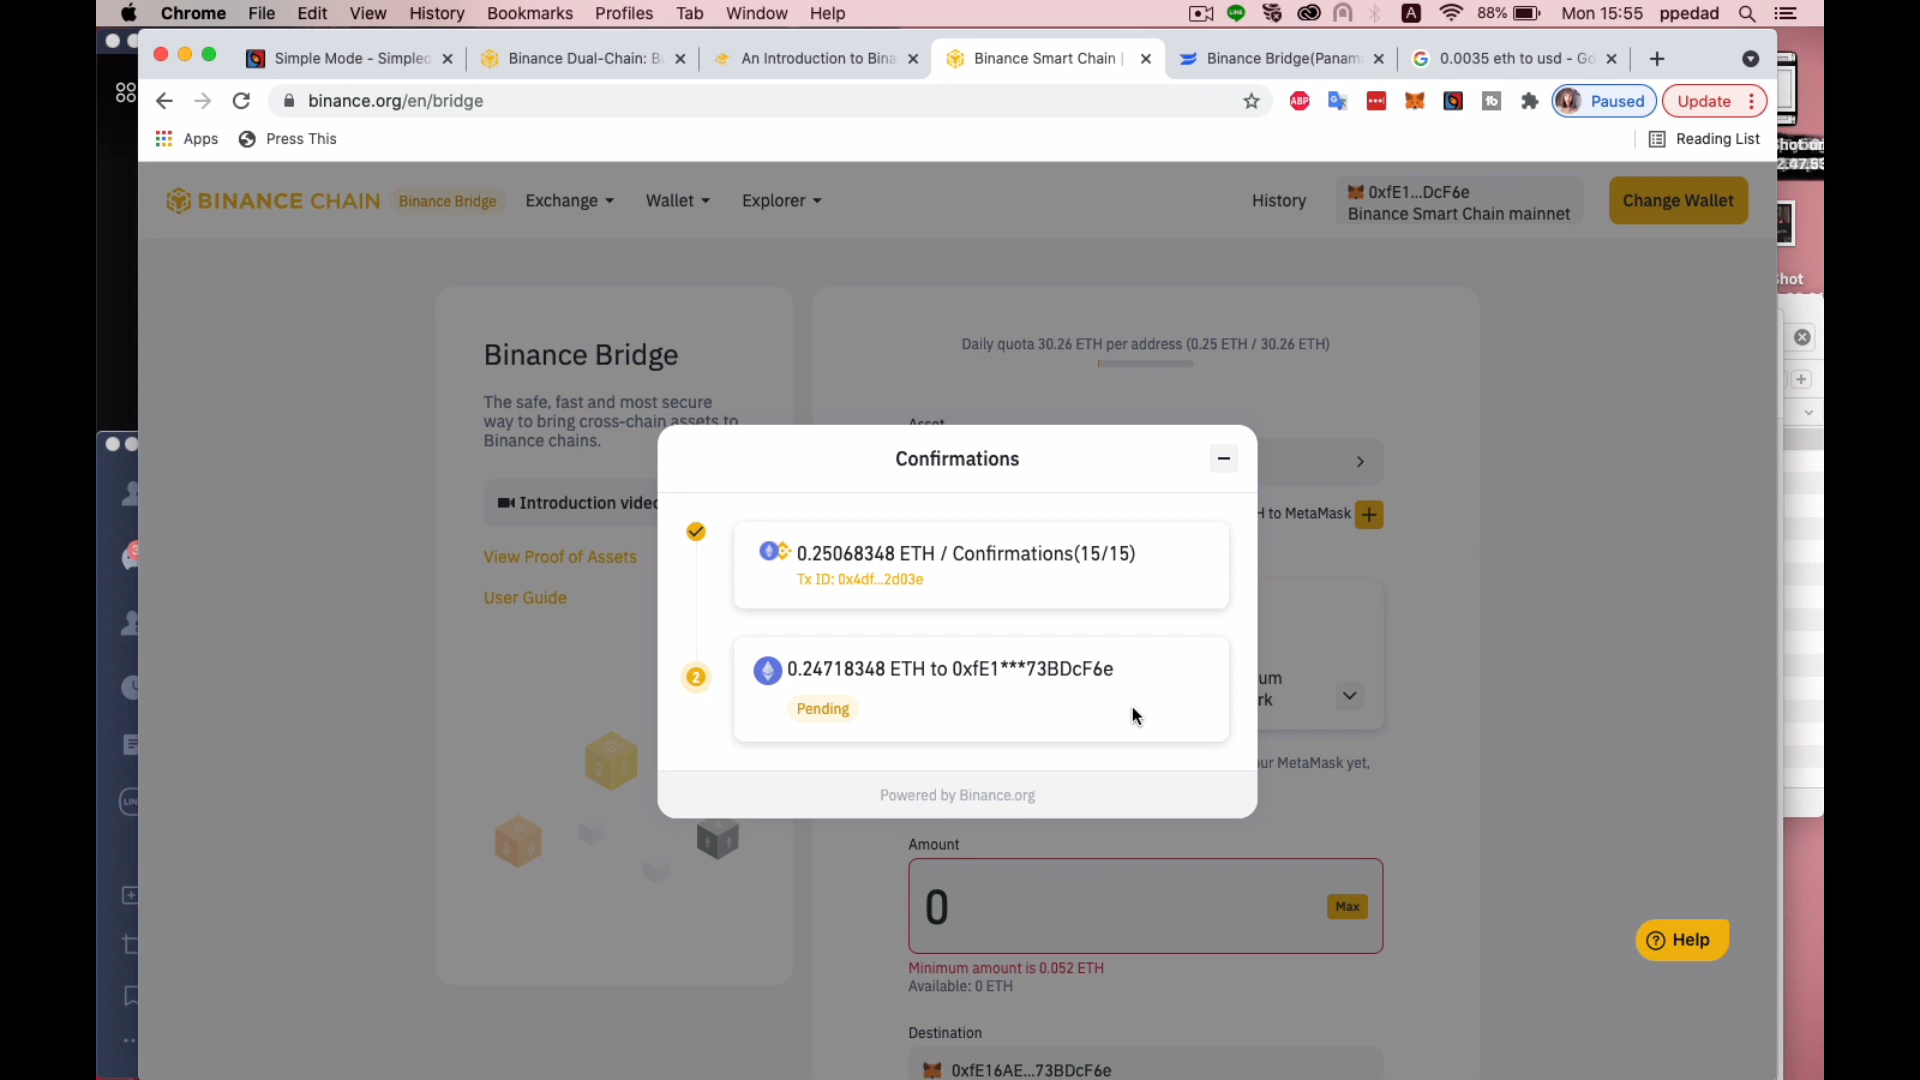 Chrome File Edit View History Bookmarks Profiles Tab Window Help
A 88% Mon 15:55 ppedad
Simple Mode - Simplec
Binance Dual-Chain: B
An Introduction to Bina
Binance Smart Chain |
Binance Bridge(Panam
0.0035 eth to usd - Go
binance.org/en/bridge
ABP
Paused
Update
Apps
Press This
Reading List
BINANCE CHAIN
Binance Bridge
Exchange
Wallet
Explorer
History
0xfE1...DcF6e
Binance Smart Chain mainnet
Change Wallet
Binance Bridge
The safe, fast and most secure
way to bring cross-chain assets to
Binance chains.
Introduction video
View Proof of Assets
User Guide
Daily quota 30.26 ETH per address (0.25 ETH / 30.26 ETH)
Asset
H to MetaMask
Confirmations
0.25068348 ETH / Confirmations(15/15)
Tx ID: 0x4df...2d03e
2
0.24718348 ETH to 0xfE1***73BDcF6e
Pending
Powered by Binance.org
um
rk
ur MetaMask yet,
Amount
0
Max
Minimum amount is 0.052 ETH
Available: 0 ETH
Destination
0xfE16AE...73BDcF6e
Help